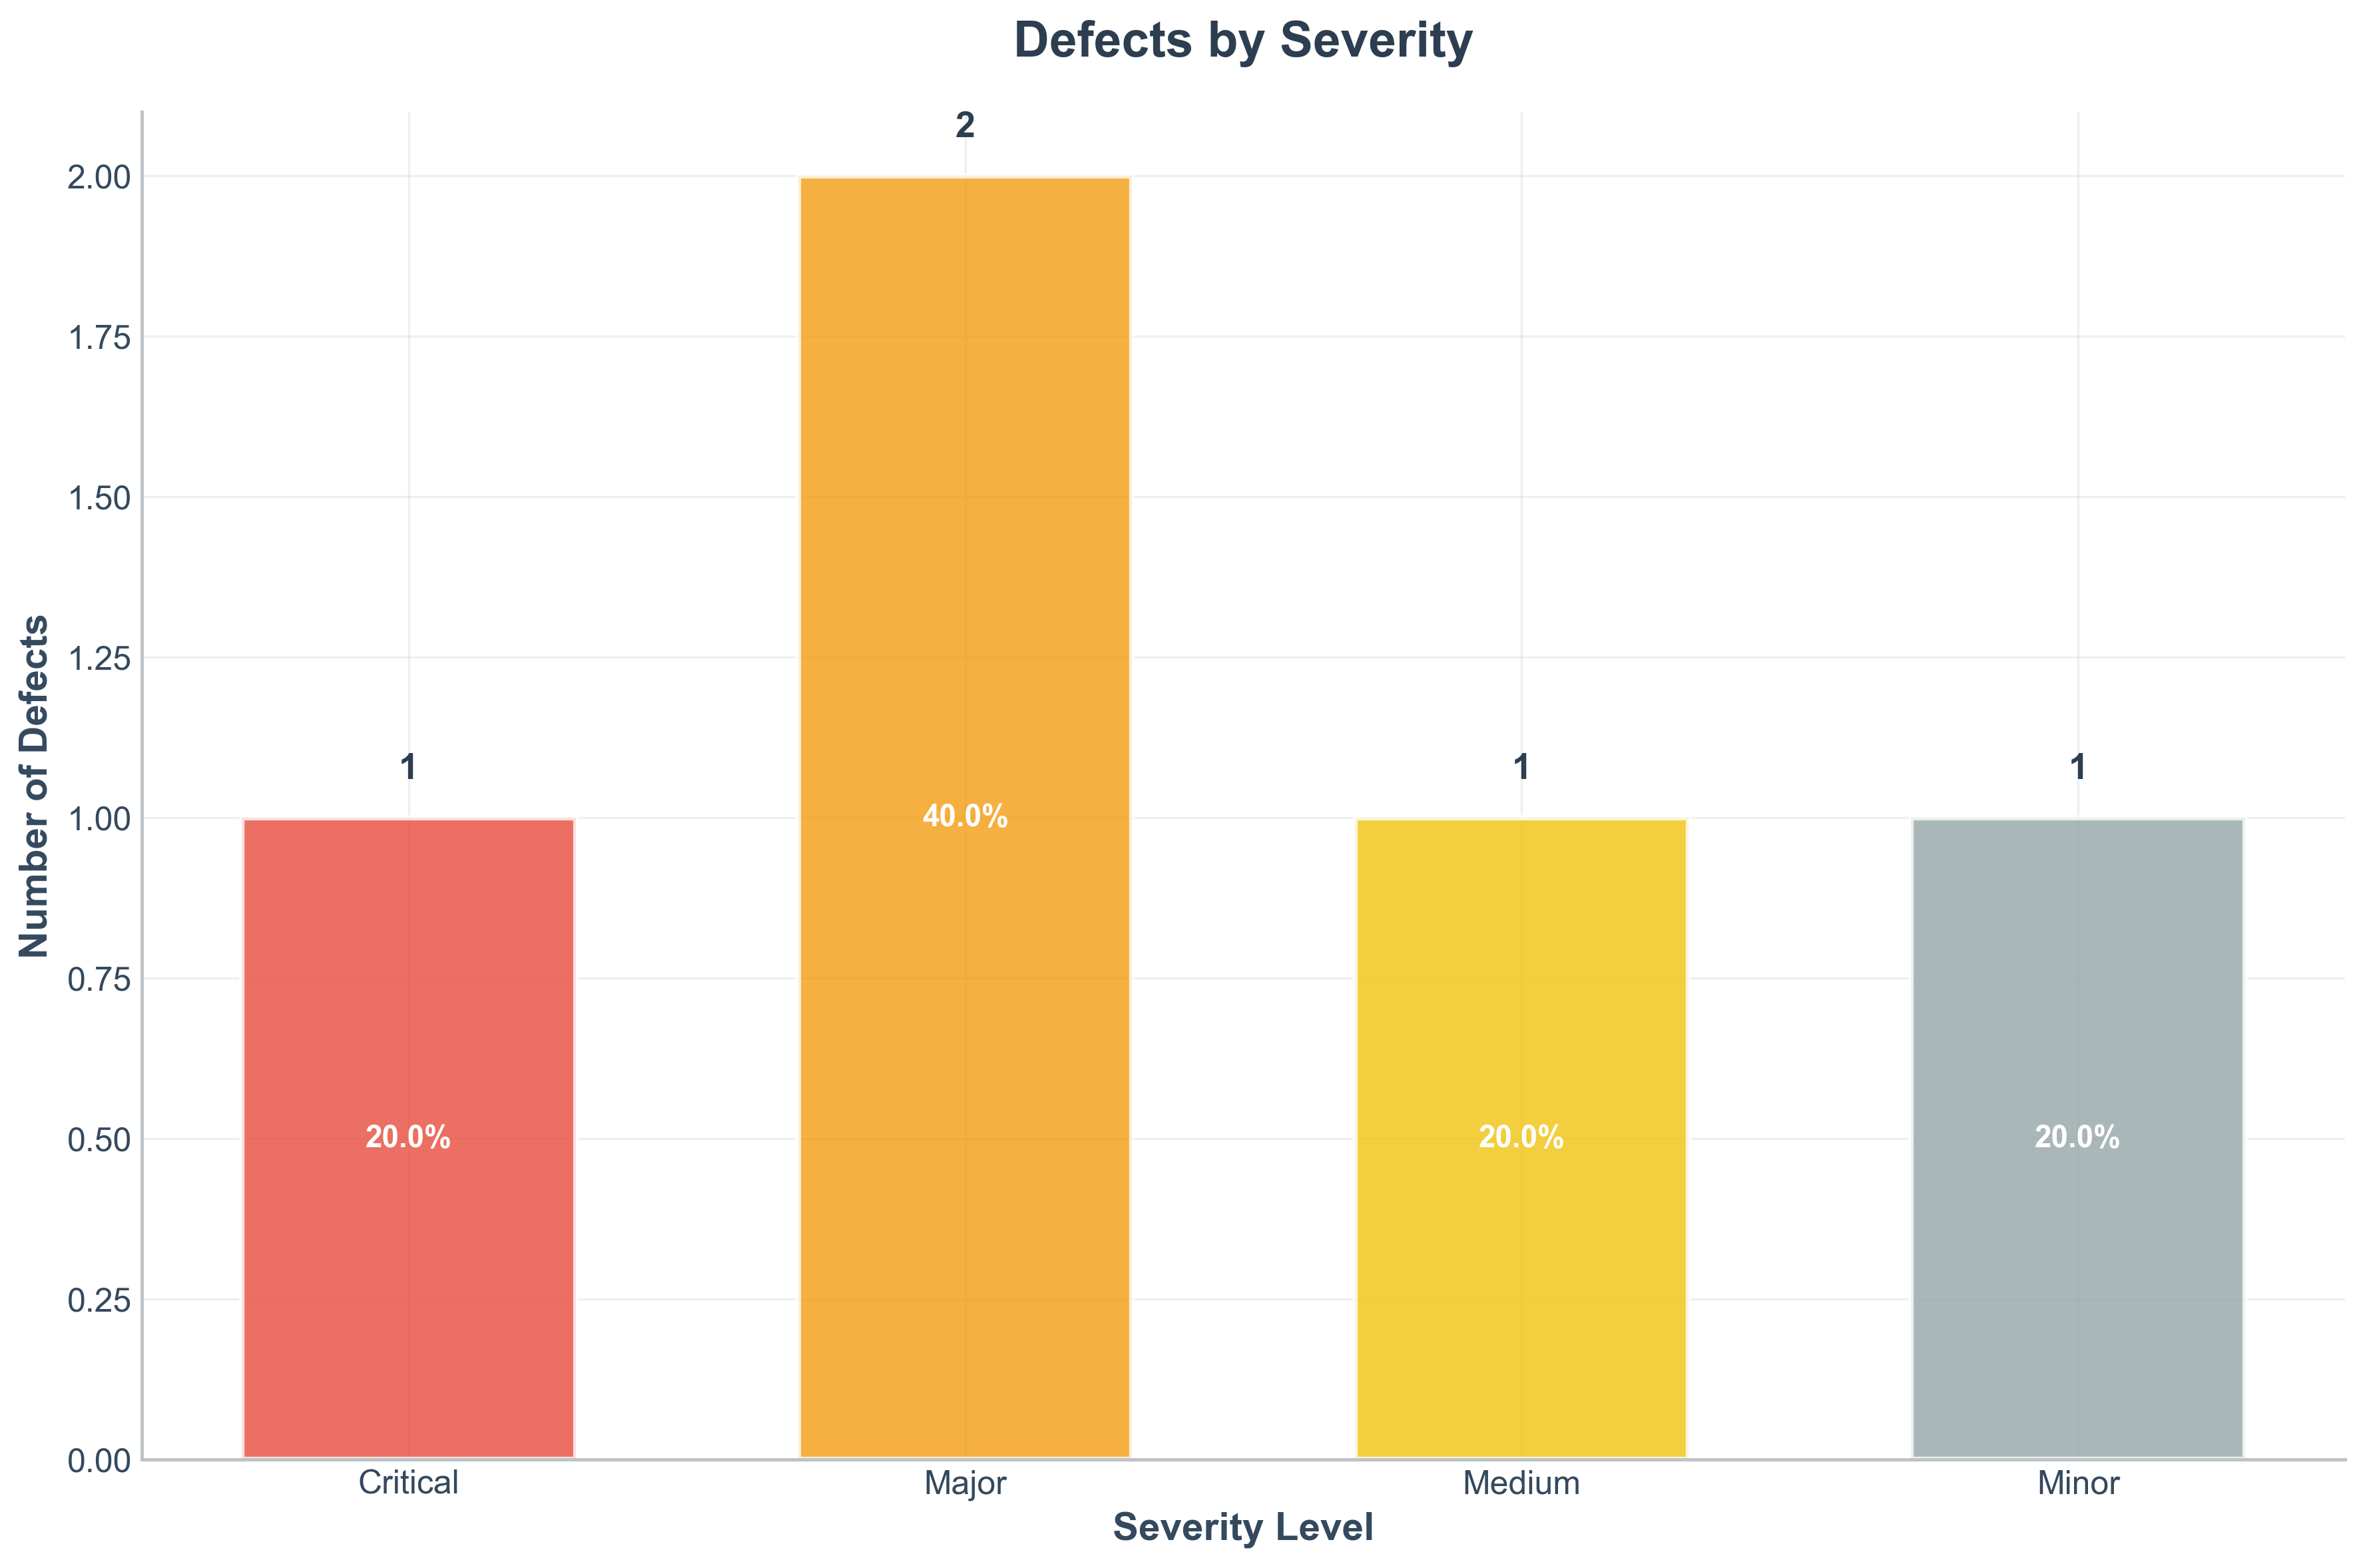 Defects by Severity
2
2.00
1.75
1.50
1.25
1 1 1
1.00
40.0%
0.75
0.50
20.0% 20.0% 20.0%
0.25
0.00
Number of Defects
Critical Major Medium Minor
Severity Level